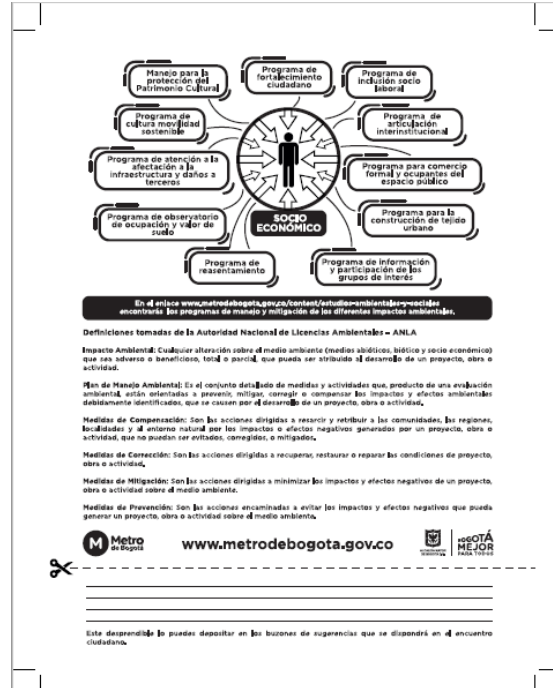 Manejo para la
protección del
Patrimonio Cultural
Programa de
fortalecimiento
ciudadano
Programa de
inclusión socio
laboral
Programa de
cultura movilidad
sostenible
Programa de
articulación
interinstitucional
Programa de atención a la
afectación a la
infraestructura y daños a
terceros
Programa para comercio
formal y ocupantes del
espacio público
Programa de observatorio
de ocupación y valor de
suelo
SOCIO
ECONÓMICO
Programa para la
construcción de tejido
urbano
Programa de
reasentamiento
Programa de información
y participación de los
grupos de interés
En el enlace www.metrodebogota.gov.co/content/estudios-ambientales-y-sociales
encontrarás los programas de manejo y mitigación de los diferentes impactos ambientales.
Definiciones tomadas de la Autoridad Nacional de Licencias Ambientales – ANLA
Impacto Ambiental: Cualquier alteración sobre el medio ambiente (medios abióticos, biótico y socio económico)
que sea adverso o beneficioso, total o parcial, que pueda ser atribuido al desarrollo de un proyecto, obra o
actividad.
Plan de Manejo Ambiental: Es el conjunto detallado de medidas y actividades que, producto de una evaluación
ambiental, están orientadas a prevenir, mitigar, corregir o compensar los impactos y efectos ambientales
debidamente identificados, que se causen por el desarrollo de un proyecto, obra o actividad.
Medidas de Compensación: Son las acciones dirigidas a resarcir y retribuir a las comunidades, las regiones,
localidades y al entorno natural por los impactos o efectos negativos generados por un proyecto, obra o
actividad, que no puedan ser evitados, corregidos, o mitigados.
Medidas de Corrección: Son las acciones dirigidas a recuperar, restaurar o reparar las condiciones de proyecto,
obra o actividad.
Medidas de Mitigación: Son las acciones dirigidas a minimizar los impactos y efectos negativos de un proyecto,
obra o actividad sobre el medio ambiente.
Medidas de Prevención: Son las acciones encaminadas a evitar los impactos y efectos negativos que pueda
generar un proyecto, obra o actividad sobre el medio ambiente.
M Metro
de Bogotá
www.metrodebogota.gov.co
BOGOTÁ
MEJOR
PARA TODOS
Este desprendible lo puedes depositar en los buzones de sugerencias que se dispondrá en el encuentro
ciudadano.